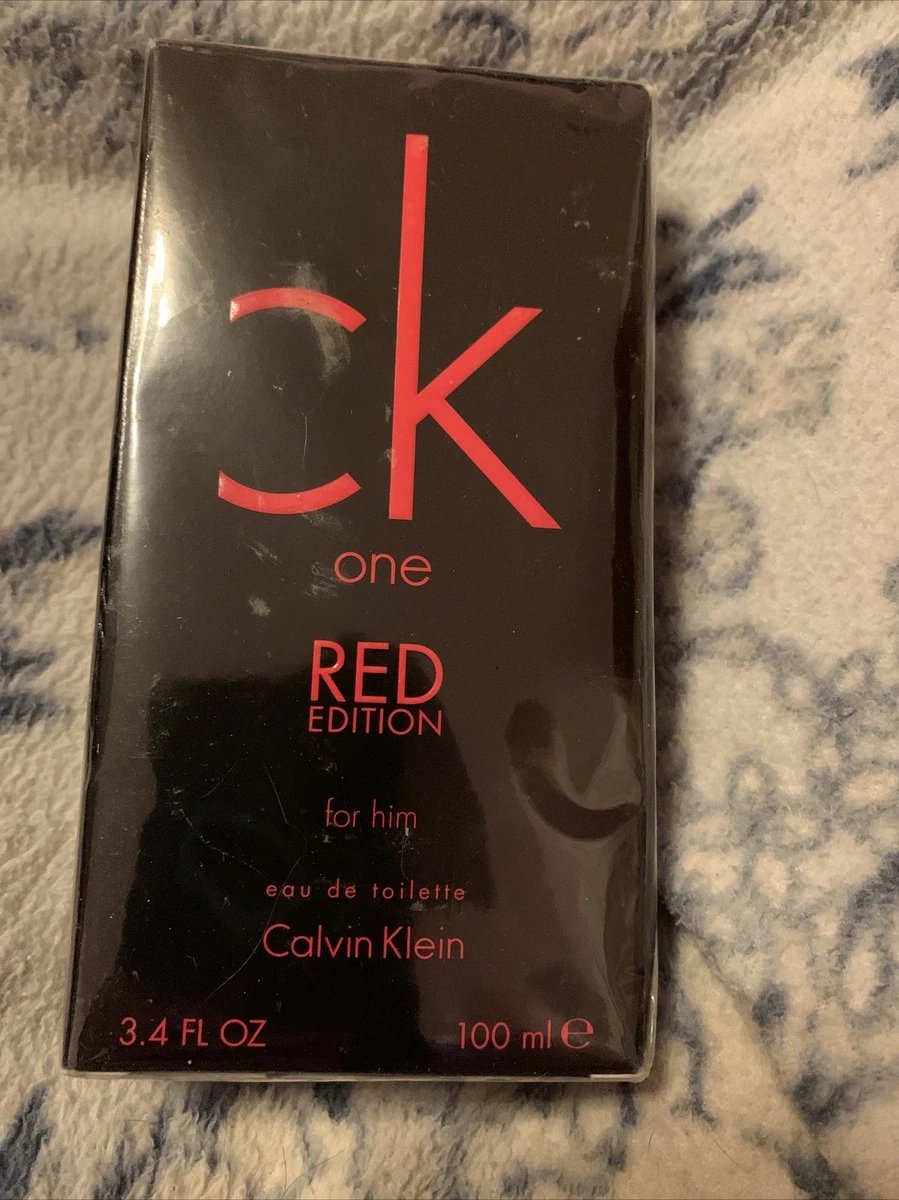 ck
one
RED
EDITION
for him
eau de toilette
Calvin Klein
3.4 FL OZ 100 ml ℮